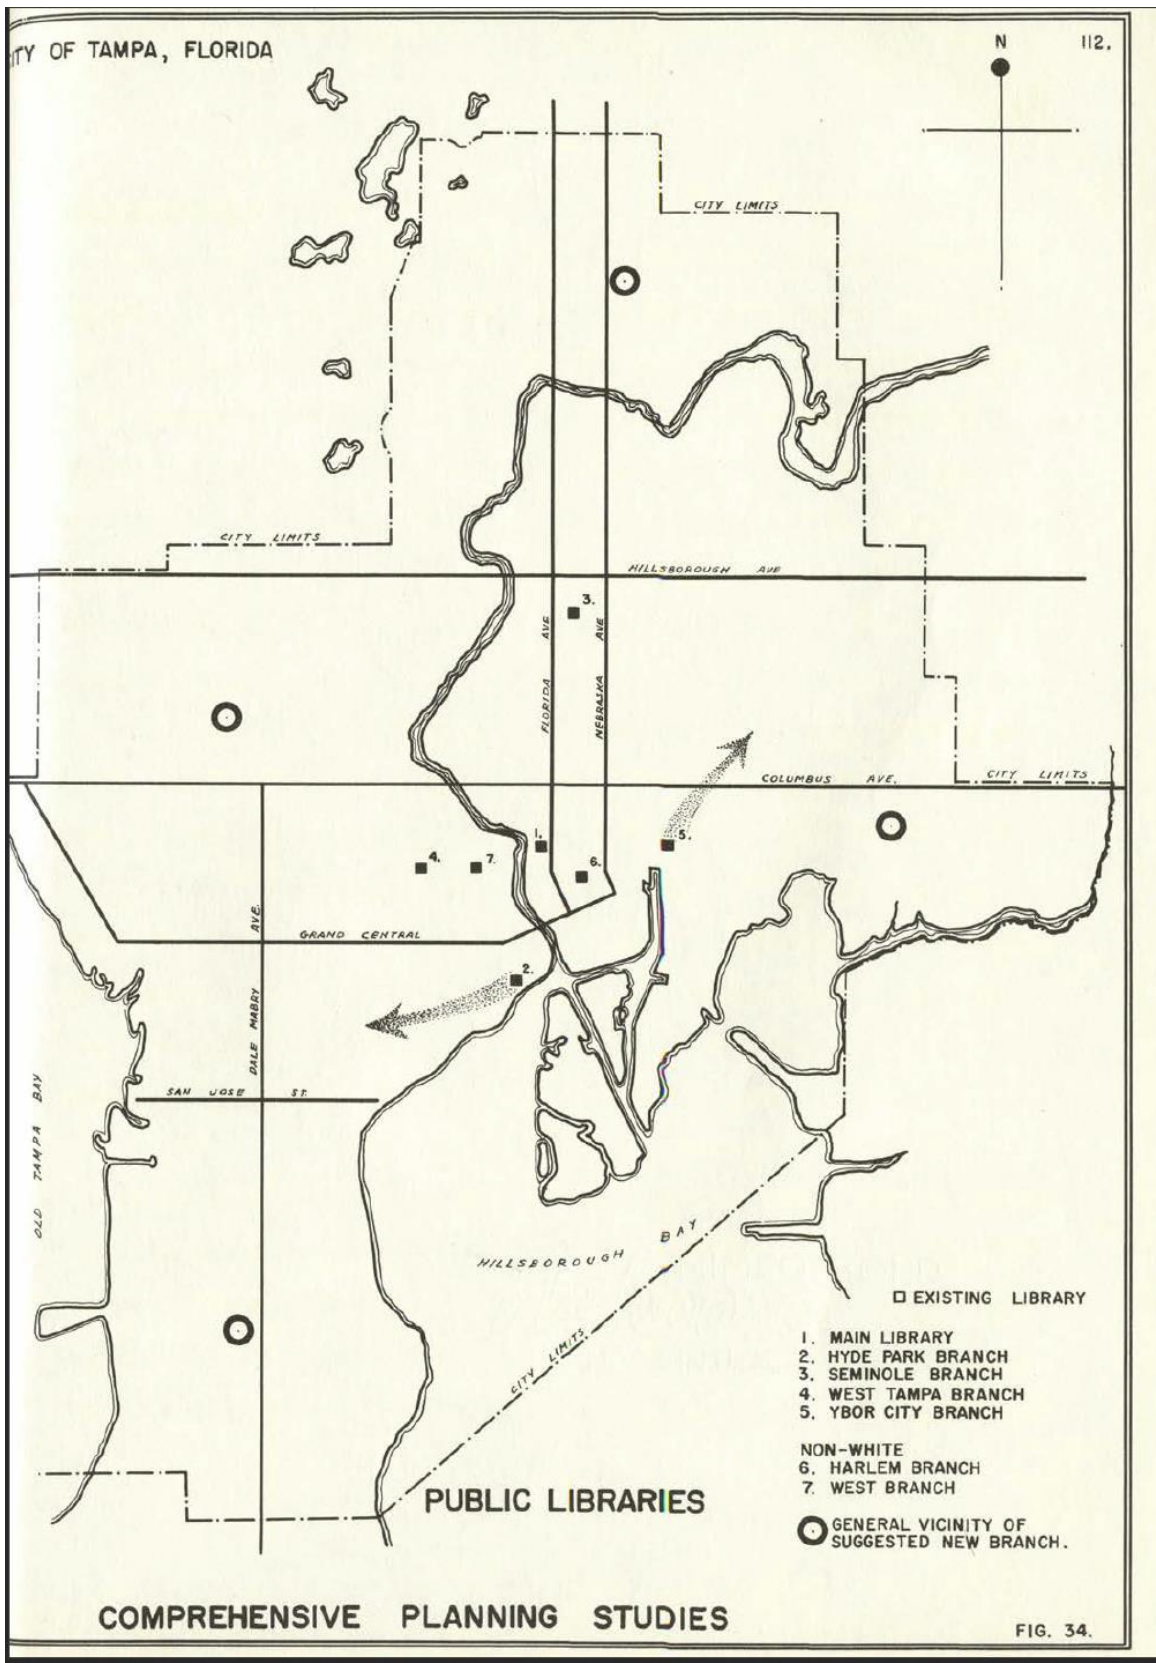 CITY OF TAMPA, FLORIDA
N
112.
CITY LIMITS
CITY LIMITS
HILLSBOROUGH AVE
3.
FLORIDA AVE
NEBRASKA AVE
COLUMBUS AVE.
CITY LIMITS
1.
5.
4.
7.
6.
GRAND CENTRAL
DALE MABRY AVE.
2.
SAN JOSE ST.
OLD TAMPA BAY
HILLSBOROUGH BAY
CITY LIMITS
EXISTING LIBRARY
1. MAIN LIBRARY
2. HYDE PARK BRANCH
3. SEMINOLE BRANCH
4. WEST TAMPA BRANCH
5. YBOR CITY BRANCH
NON-WHITE
6. HARLEM BRANCH
7. WEST BRANCH
GENERAL VICINITY OF
SUGGESTED NEW BRANCH.
PUBLIC LIBRARIES
COMPREHENSIVE PLANNING STUDIES
FIG. 34.